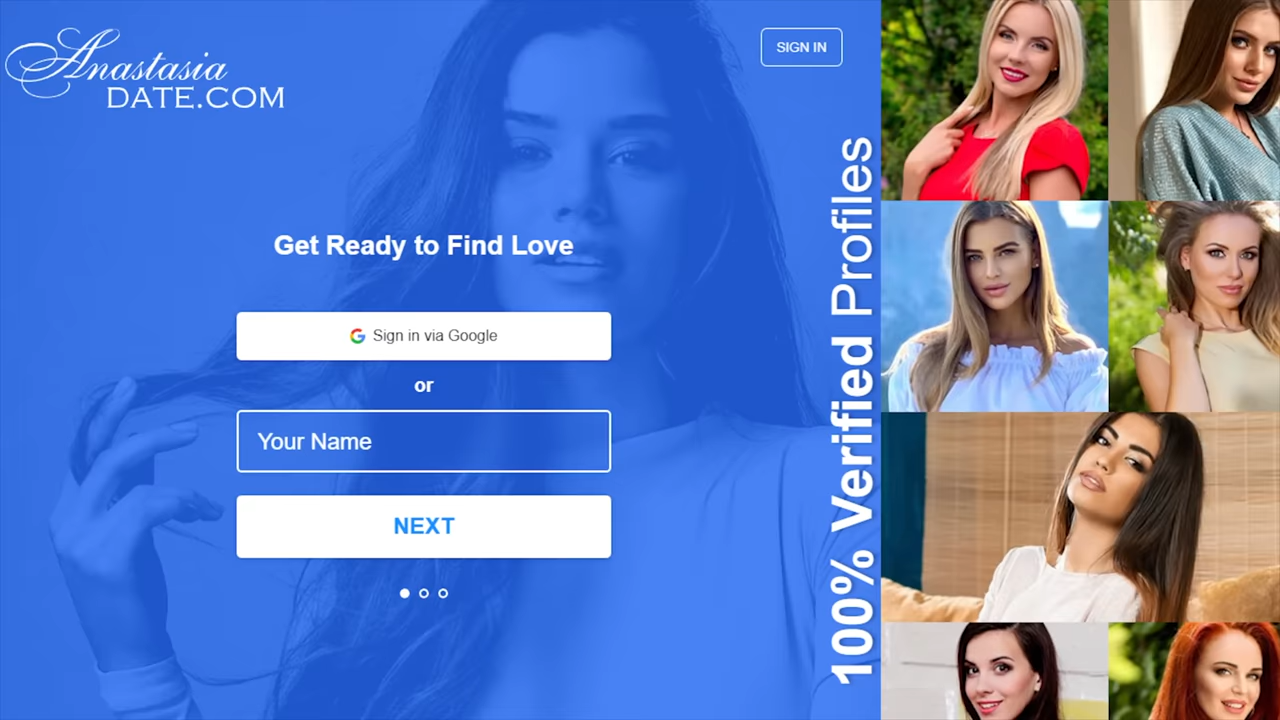 Anastasia
DATE.COM
SIGN IN
Get Ready to Find Love
Sign in via Google
or
Your Name
NEXT
100% Verified Profiles